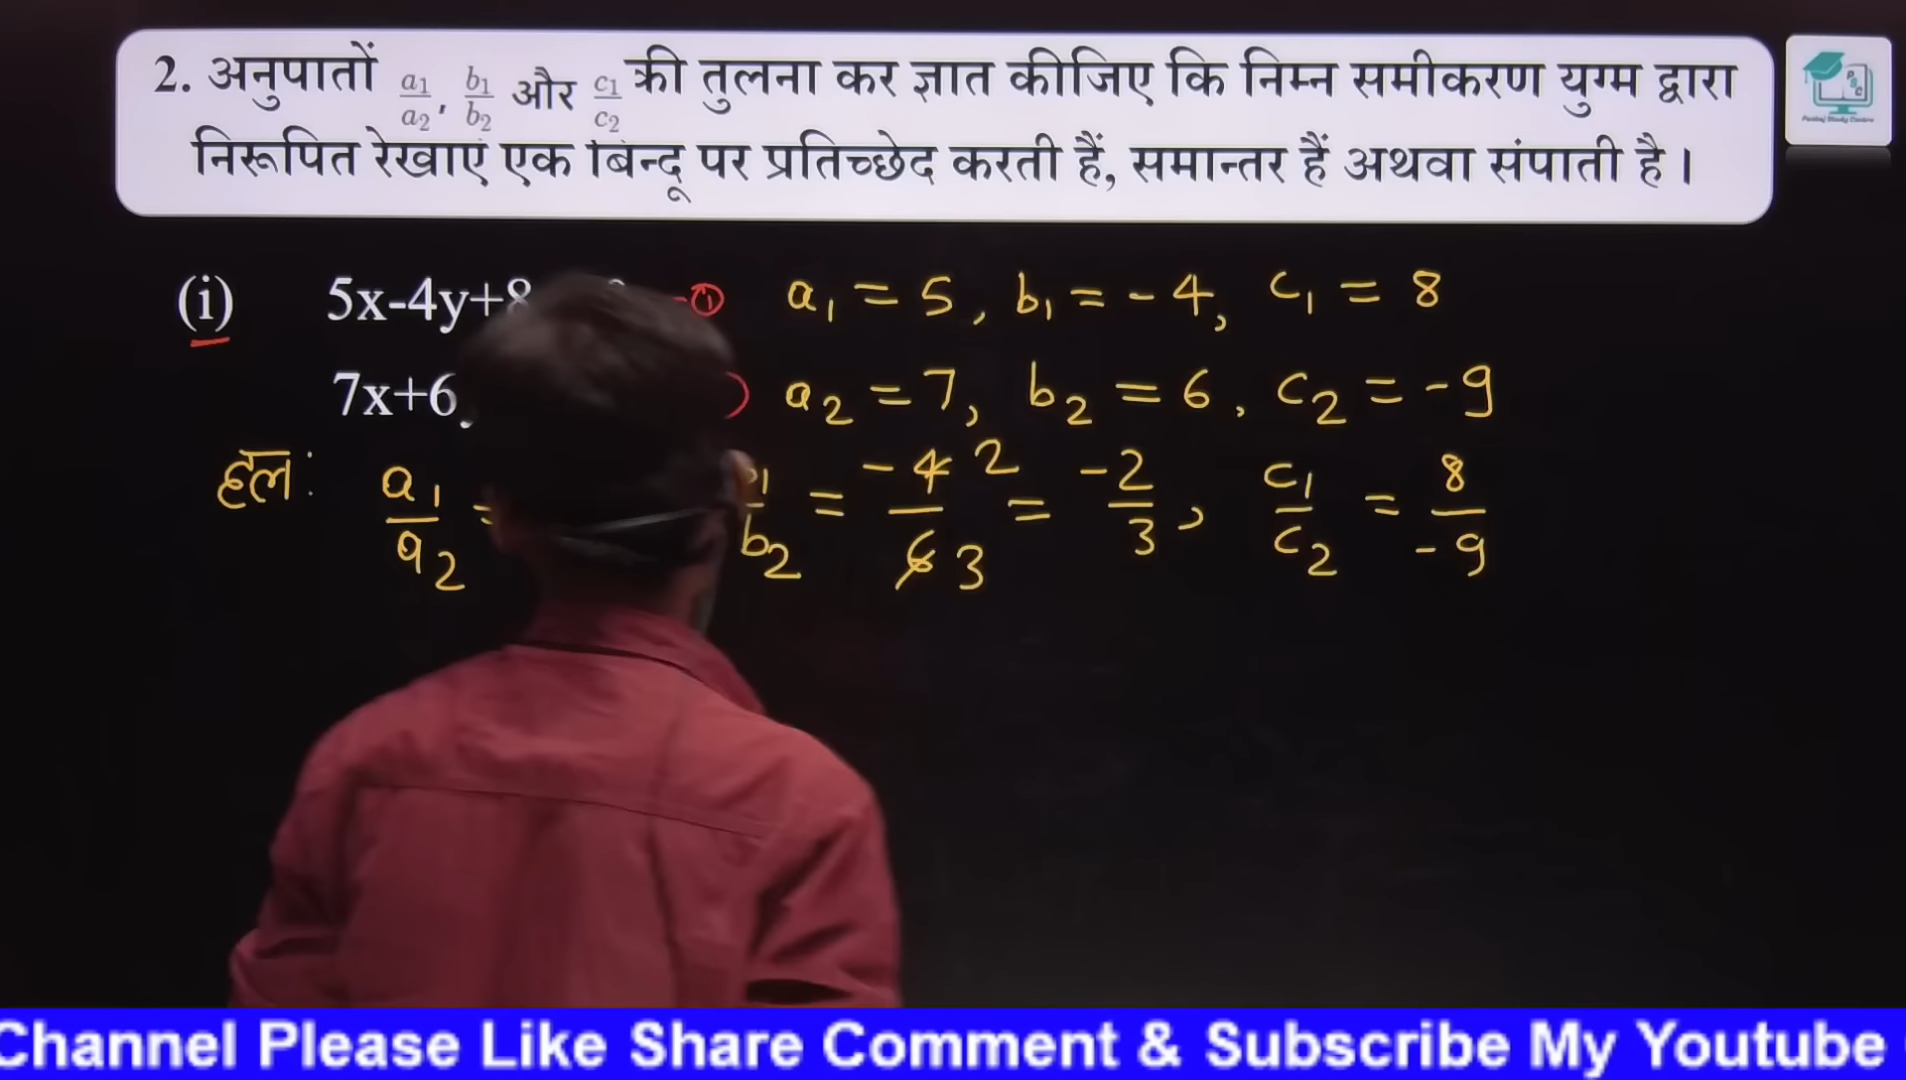 2. अनुपातों a1/a2, b1/b2 और c1/c2 की तुलना कर ज्ञात कीजिए कि निम्न समीकरण युग्म द्वारा
निरूपित रेखाएं एक बिन्दू पर प्रतिच्छेद करती हैं, समान्तर हैं अथवा संपाती है ।
(i) 5x-4y+8 a1 = 5, b1 = -4, c1 = 8
7x+6 a2 = 7, b2 = 6, c2 = -9
हल: a1/a2 = b1/b2 = -4/6 2/3 = -2/3, c1/c2 = 8/-9
Channel Please Like Share Comment & Subscribe My Youtube